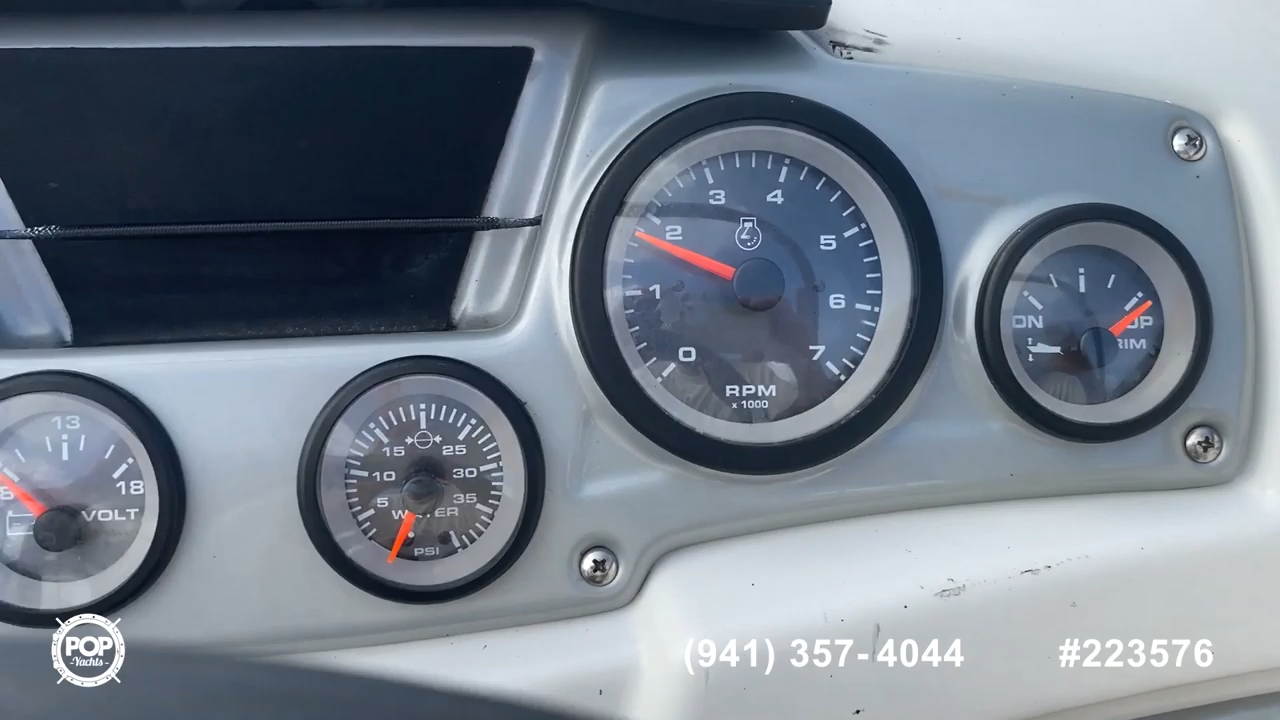 3 4
2
5
1
6
0
7
RPM
x 1000
13
8
18
VOLT
15 25
10 30
5 35
WATER
PSI
DN UP
RIM
POP
-Yachts-
(941) 357-4044
#223576